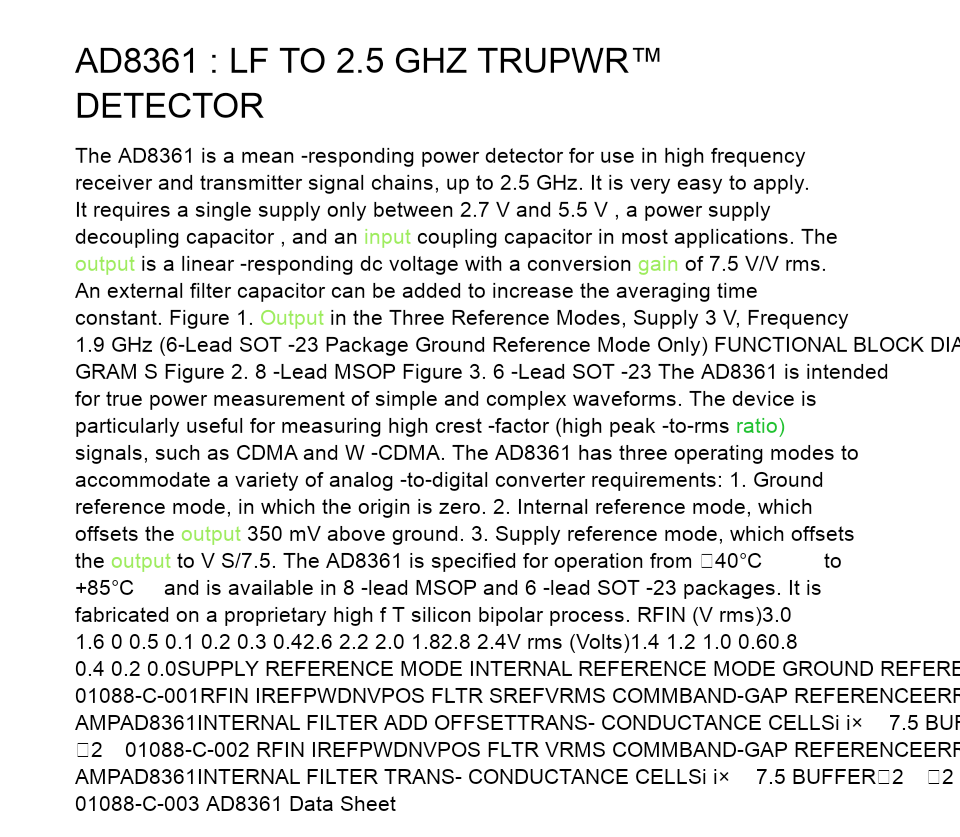 AD8361 : LF TO 2.5 GHZ TRUPWR™
DETECTOR
The AD8361 is a mean -responding power detector for use in high frequency
receiver and transmitter signal chains, up to 2.5 GHz. It is very easy to apply.
It requires a single supply only between 2.7 V and 5.5 V , a power supply
decoupling capacitor , and an input coupling capacitor in most applications. The
output is a linear -responding dc voltage with a conversion gain of 7.5 V/V rms.
An external filter capacitor can be added to increase the averaging time
constant. Figure 1. Output in the Three Reference Modes, Supply 3 V, Frequency
1.9 GHz (6-Lead SOT -23 Package Ground Reference Mode Only) FUNCTIONAL BLOCK DIA
GRAM S Figure 2. 8 -Lead MSOP Figure 3. 6 -Lead SOT -23 The AD8361 is intended
for true power measurement of simple and complex waveforms. The device is
particularly useful for measuring high crest -factor (high peak -to-rms ratio)
signals, such as CDMA and W -CDMA. The AD8361 has three operating modes to
accommodate a variety of analog -to-digital converter requirements: 1. Ground
reference mode, in which the origin is zero. 2. Internal reference mode, which
offsets the output 350 mV above ground. 3. Supply reference mode, which offsets
the output to V S/7.5. The AD8361 is specified for operation from □40°C to
+85°C and is available in 8 -lead MSOP and 6 -lead SOT -23 packages. It is
fabricated on a proprietary high f T silicon bipolar process. RFIN (V rms)3.0
1.6 0 0.5 0.1 0.2 0.3 0.42.6 2.2 2.0 1.82.8 2.4V rms (Volts)1.4 1.2 1.0 0.60.8
0.4 0.2 0.0SUPPLY REFERENCE MODE INTERNAL REFERENCE MODE GROUND REFERE
01088-C-001RFIN IREFPWDNVPOS FLTR SREFVRMS COMMBAND-GAP REFERENCEERR
AMPAD8361INTERNAL FILTER ADD OFFSETTRANS- CONDUCTANCE CELLSi i× 7.5 BUF
□2 01088-C-002 RFIN IREFPWDNVPOS FLTR VRMS COMMBAND-GAP REFERENCEERR
AMPAD8361INTERNAL FILTER TRANS- CONDUCTANCE CELLSi i× 7.5 BUFFER□2 □2
01088-C-003 AD8361 Data Sheet